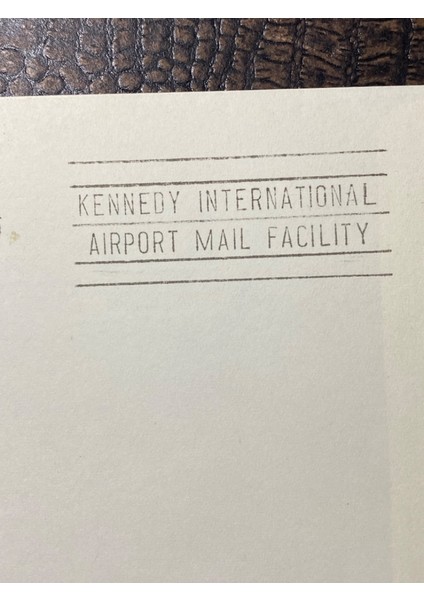 KENNEDY INTERNATIONAL
AIRPORT MAIL FACILITY